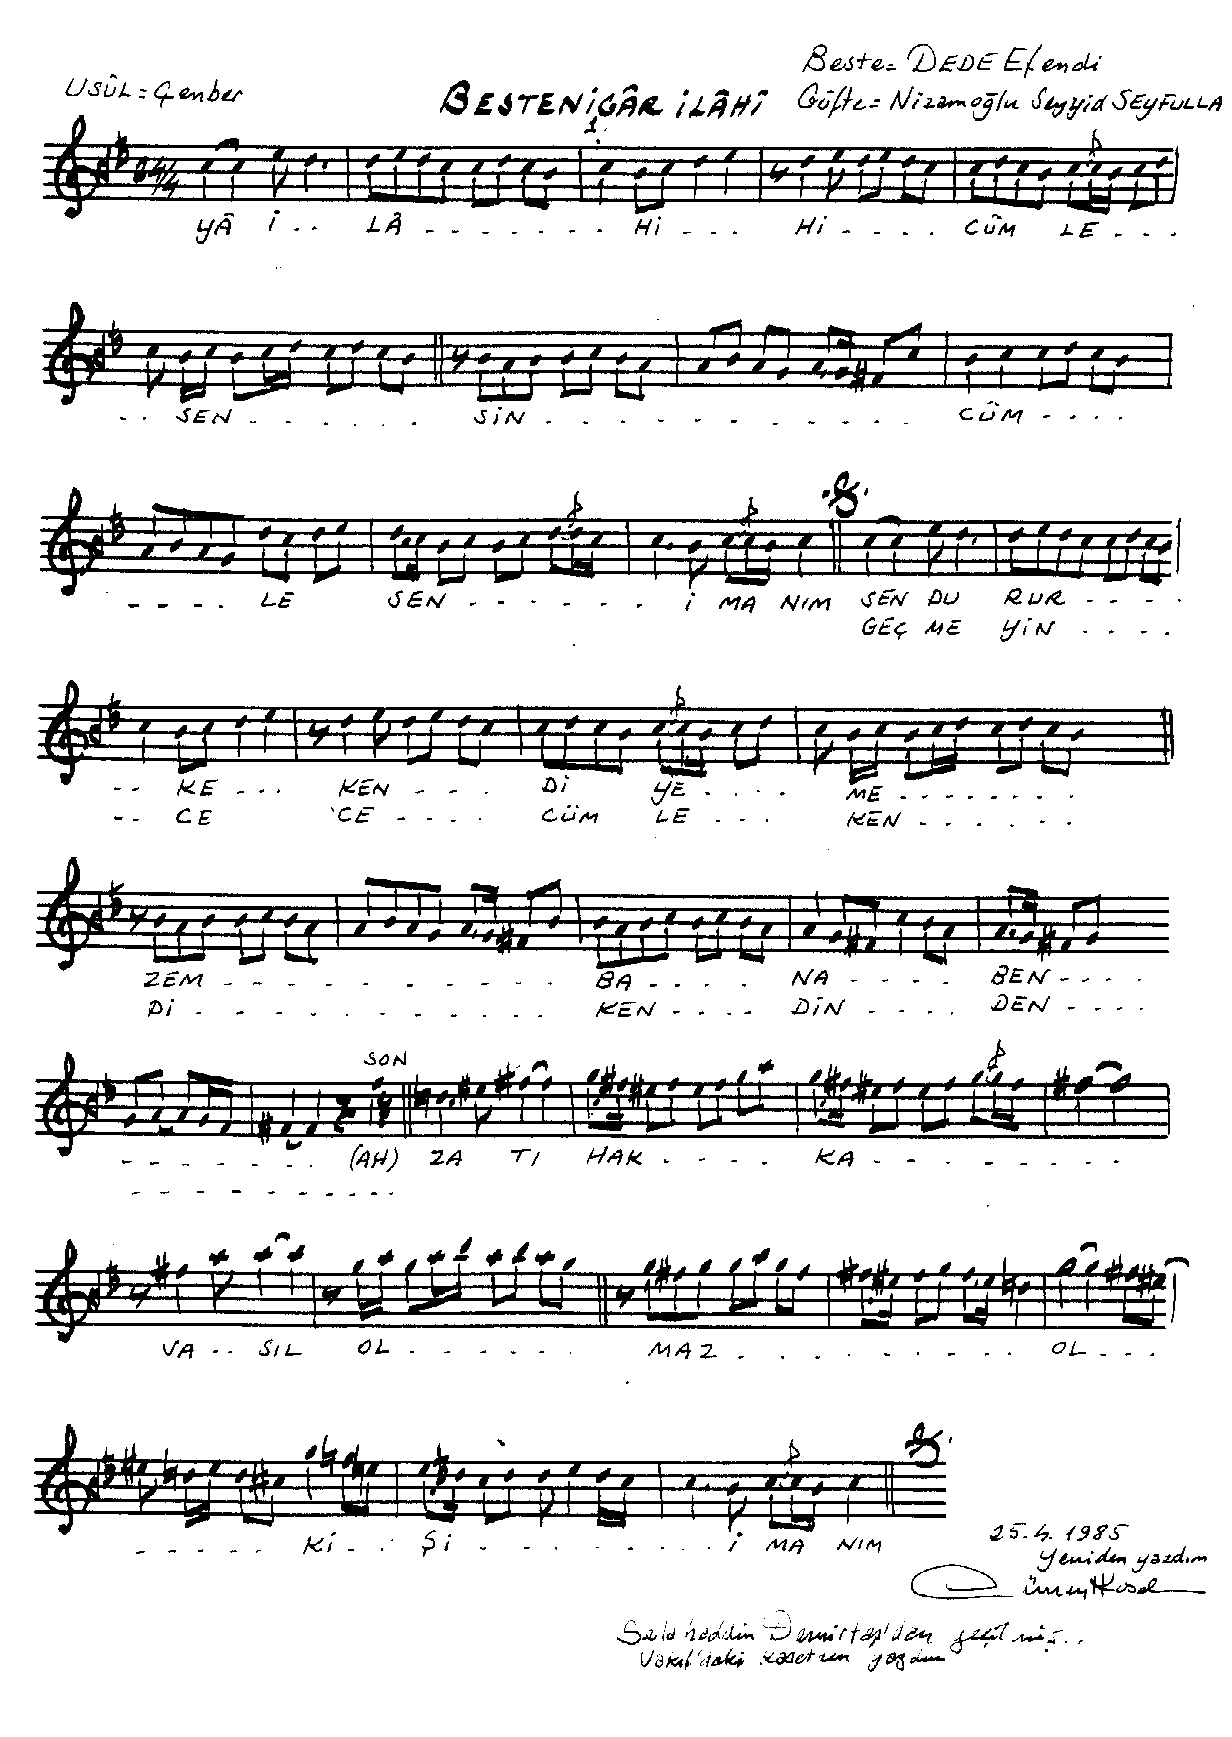 Beste= DEDE Efendi
USÛL = Çenber
BESTENİGÂR İLÂHÎ
Güfte= Nizamoğlu Seyyid SEYFULLA
1.
24/4
YÂ İ . . LÂ - - - - - - - Hİ - - - Hİ - - - - CÜM LE - - -
- - SEN - - - - - - SİN - - - - - - - - - - - CÜM - - - -
- - - - LE SEN - - - - - - İ MA NIM SEN DU RUR - - - -
GEÇ ME YİN - - - -
- - KE - - - KEN - - - Dİ YE - - - - ME - - - - - - -
- - CE CE - - - - CÜM LE - - - KEN - - - - - -
ZEM - - - - - - - - - - - - BA - - - - NA - - - - BEN - - - -
Dİ - - - - - - - - - - - - KEN - - - - DİN - - - - DEN - - - -
SON
- - - - - - - (AH) ZA TI HAK - - - - KA - - - - - - - -
- - - - - - - - - -
VA - - SIL OL - - - - - - MAZ - - - - - - - - - OL - - -
- - - - - - Kİ - - Şİ - - - - - - - İ MA NIM
25.4.1985
Yeniden yazdım
Selâheddin Demirtaş'dan geçilmiş..
Vakıf'daki kasetten yazdım